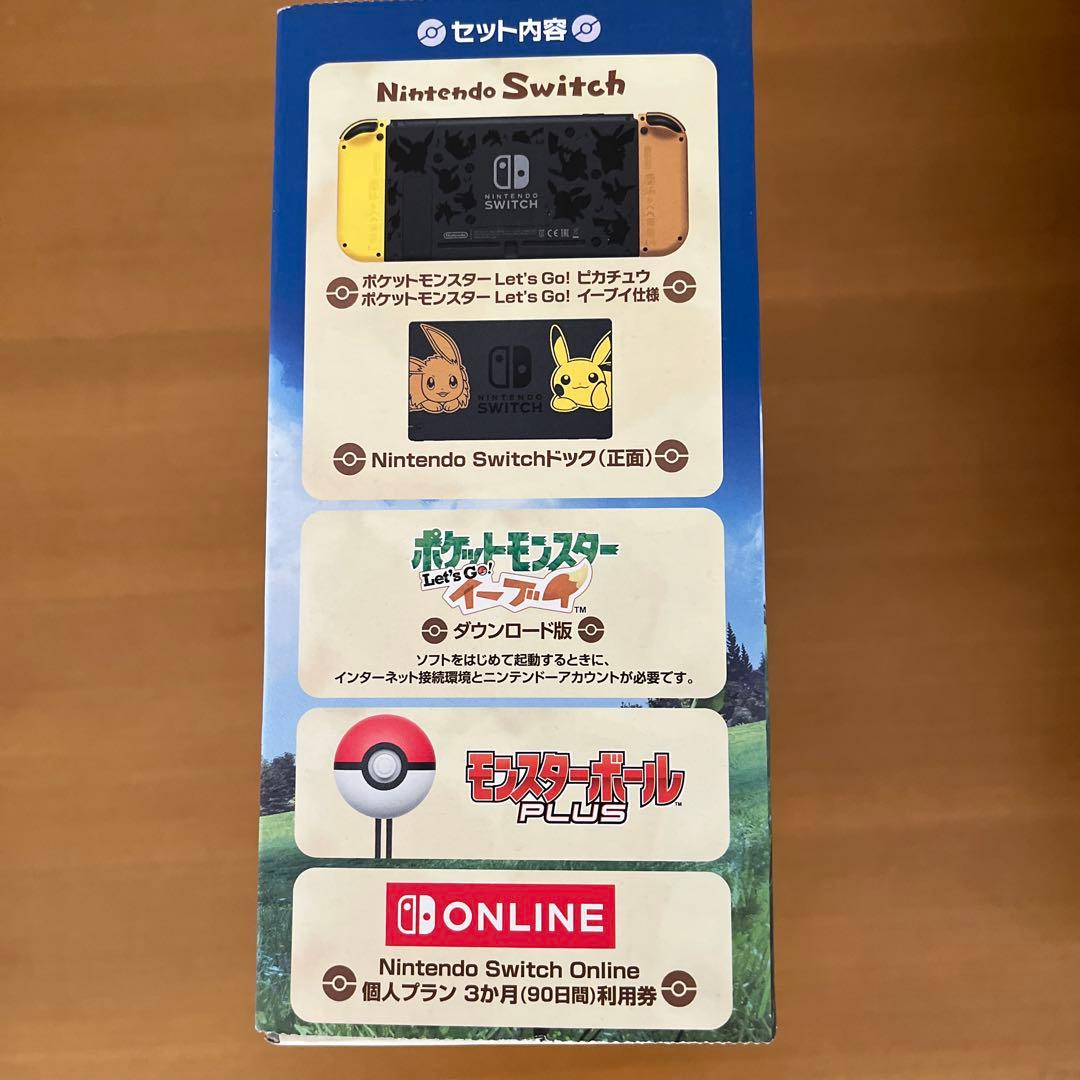 セット内容
Nintendo Switch
NINTENDO
SWITCH
Nintendo
ポケットモンスター Let's Go! ピカチュウ
ポケットモンスター Let's Go! イーブイ仕様
NINTENDO
SWITCH
Nintendo Switchドック(正面)
ポケットモンスター
Let's Go!
イーブイ™
ダウンロード版
ソフトをはじめて起動するときに、
インターネット接続環境とニンテンドーアカウントが必要です。
モンスターボール™
PLUS
ONLINE
Nintendo Switch Online
個人プラン 3か月(90日間)利用券